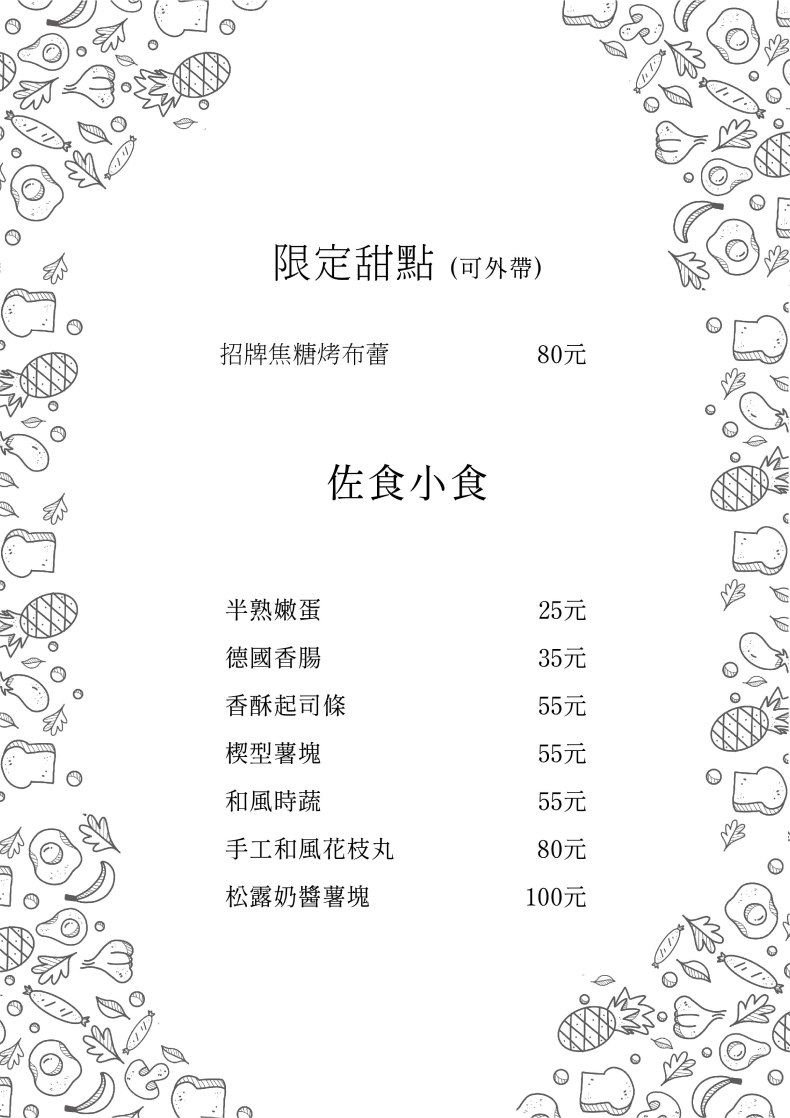 限定甜點 (可外帶)
招牌焦糖烤布蕾 80元
佐食小食
半熟嫩蛋 25元
德國香腸 35元
香酥起司條 55元
楔型薯塊 55元
和風時蔬 55元
手工和風花枝丸 80元
松露奶醬薯塊 100元